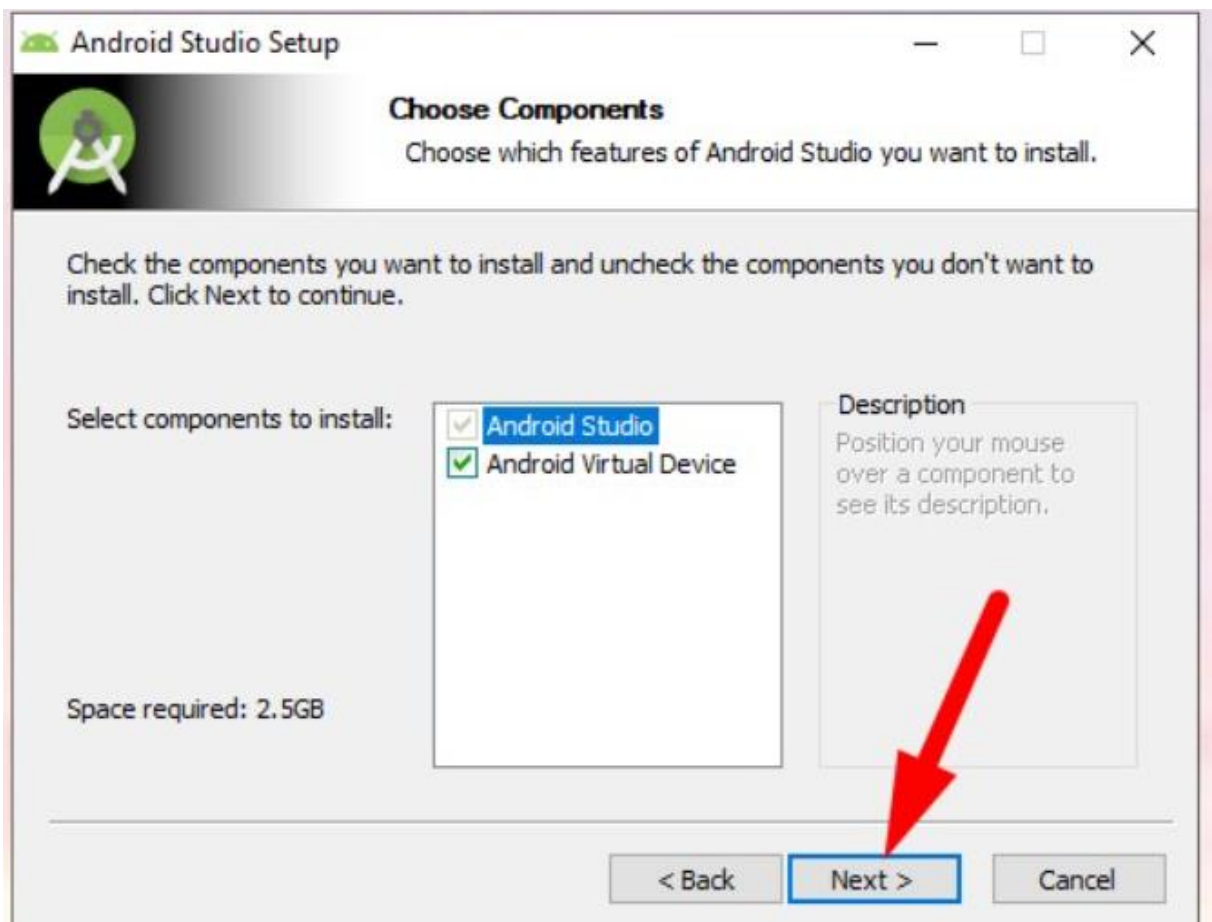 Android Studio Setup
Choose Components
Choose which features of Android Studio you want to install.
Check the components you want to install and uncheck the components you don't want to
install. Click Next to continue.
Select components to install:
Android Studio
Android Virtual Device
Description
Position your mouse
over a component to
see its description.
Space required: 2.5GB
< Back
Next >
Cancel